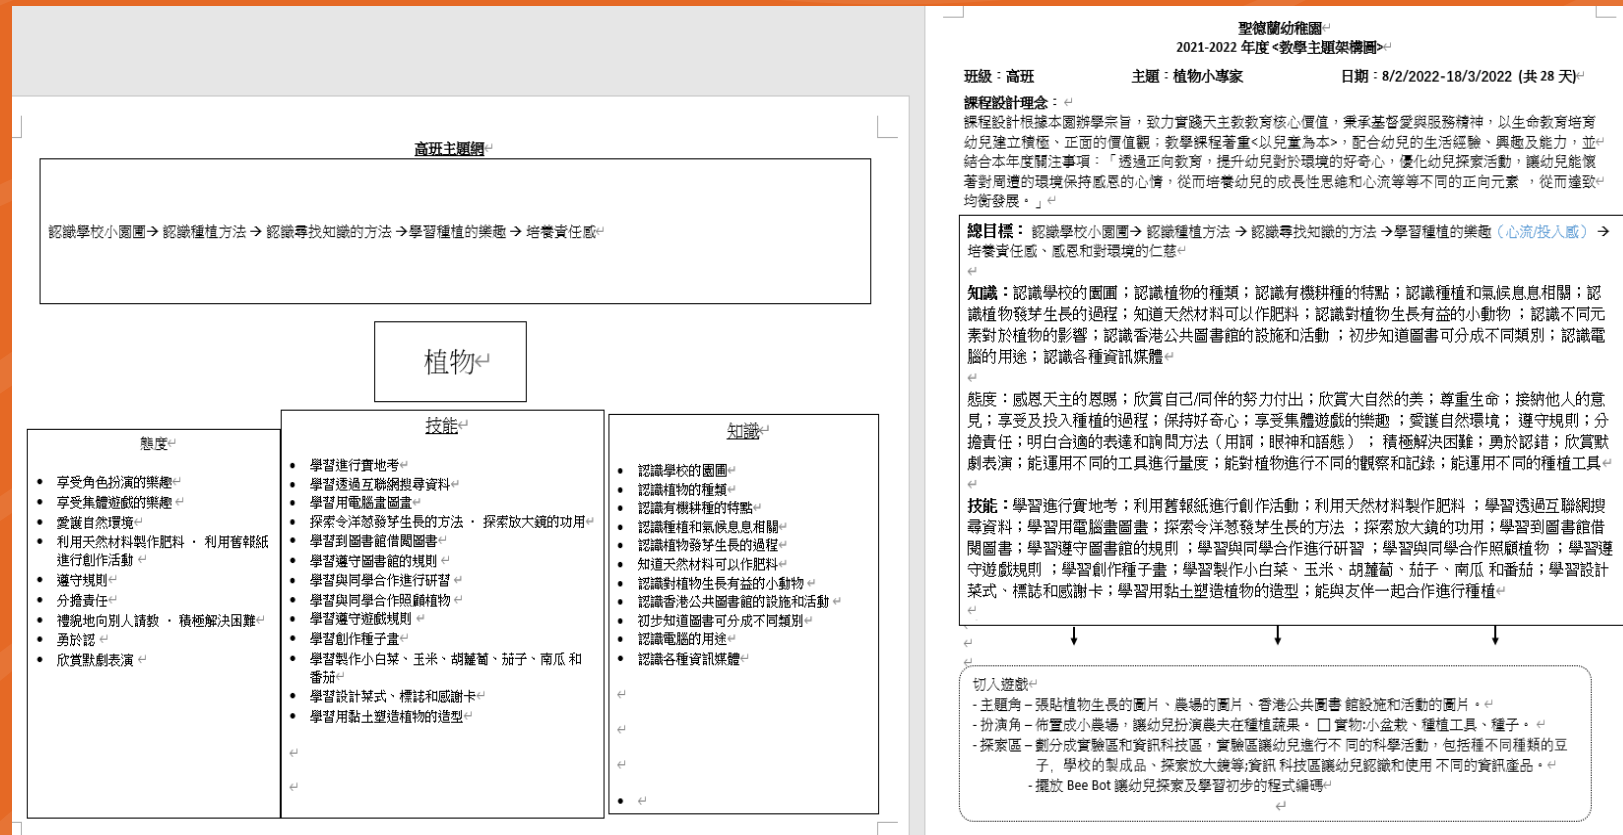 高班主題網
認識學校小園圃→ 認識種植方法 → 認識尋找知識的方法 →學習種植的樂趣 → 培養責任感
植物
態度
• 享受角色扮演的樂趣
• 享受集體遊戲的樂趣
• 愛護自然環境
• 利用天然材料製作肥料 ・ 利用舊報紙
進行創作活動
• 遵守規則
• 分擔責任
• 禮貌地向別人請教 ・ 積極解決困難
• 勇於認
• 欣賞默劇表演
技能
• 學習進行實地考
• 學習透過互聯網搜尋資料
• 學習用電腦畫圖畫
• 探索令洋葱發芽生長的方法 ・ 探索放大鏡的功用
• 學習到圖書館借閱圖書
• 學習遵守圖書館的規則
• 學習與同學合作進行研習
• 學習與同學合作照顧植物
• 學習遵守遊戲規則
• 學習創作種子畫
• 學習製作小白菜、玉米、胡蘿蔔、茄子、南瓜 和
番茄
• 學習設計菜式、標誌和感謝卡
• 學習用黏土塑造植物的造型
知識
• 認識學校的園圃
• 認識植物的種類
• 認識有機耕種的特點
• 認識種植和氣候息息相關
• 認識植物發芽生長的過程
• 知道天然材料可以作肥料
• 認識對植物生長有益的小動物
• 認識香港公共圖書館的設施和活動
• 初步知道圖書可分成不同類別
• 認識電腦的用途
• 認識各種資訊媒體
聖德蘭幼稚園
2021-2022 年度 <教學主題架構圖>
班級：高班 主題：植物小專家 日期：8/2/2022-18/3/2022 (共 28 天)
課程設計理念：
課程設計根據本園辦學宗旨，致力實踐天主教教育核心價值，秉承基督愛與服務精神，以生命教育培育
幼兒建立積極、正面的價值觀；教學課程著重<以兒童為本>，配合幼兒的生活經驗、興趣及能力，並
結合本年度關注事項：「透過正向教育，提升幼兒對於環境的好奇心，優化幼兒探索活動，讓幼兒能懷
著對周遭的環境保持感恩的心情，從而培養幼兒的成長性思維和心流等等不同的正向元素 ，從而達致
均衡發展。」
總目標： 認識學校小園圃→ 認識種植方法 → 認識尋找知識的方法 →學習種植的樂趣（心流/投入感） →
培養責任感、感恩和對環境的仁慈
知識：認識學校的園圃；認識植物的種類；認識有機耕種的特點；認識種植和氣候息息相關；認
識植物發芽生長的過程；知道天然材料可以作肥料；認識對植物生長有益的小動物 ；認識不同元
素對於植物的影響；認識香港公共圖書館的設施和活動 ；初步知道圖書可分成不同類別；認識電
腦的用途；認識各種資訊媒體
態度：感恩天主的恩賜；欣賞自己/同伴的努力付出；欣賞大自然的美；尊重生命；接納他人的意
見；享受及投入種植的過程；保持好奇心；享受集體遊戲的樂趣 ；愛護自然環境； 遵守規則；分
擔責任；明白合適的表達和詢問方法（用詞；眼神和語態） ； 積極解決困難；勇於認錯；欣賞默
劇表演；能運用不同的工具進行量度；能對植物進行不同的觀察和記錄；能運用不同的種植工具
技能：學習進行實地考；利用舊報紙進行創作活動；利用天然材料製作肥料 ；學習透過互聯網搜
尋資料；學習用電腦畫圖畫；探索令洋葱發芽生長的方法 ；探索放大鏡的功用；學習到圖書館借
閱圖書；學習遵守圖書館的規則 ；學習與同學合作進行研習 ；學習與同學合作照顧植物 ；學習遵
守遊戲規則 ；學習創作種子畫；學習製作小白菜、玉米、胡蘿蔔、茄子、南瓜 和番茄；學習設計
菜式、標誌和感謝卡；學習用黏土塑造植物的造型；能與友伴一起合作進行種植
切入遊戲
- 主題角 – 張貼植物生長的圖片、農場的圖片、香港公共圖書 館設施和活動的圖片。
- 扮演角 – 佈置成小農場，讓幼兒扮演農夫在種植蔬果。 □ 實物:小盆栽、種植工具、種子。
- 探索區 – 劃分成實驗區和資訊科技區，實驗區讓幼兒進行不 同的科學活動，包括種不同種類的豆
子，學校的製成品、探索放大鏡等;資訊 科技區讓幼兒認識和使用 不同的資訊產品。
- 擺放 Bee Bot 讓幼兒探索及學習初步的程式編碼